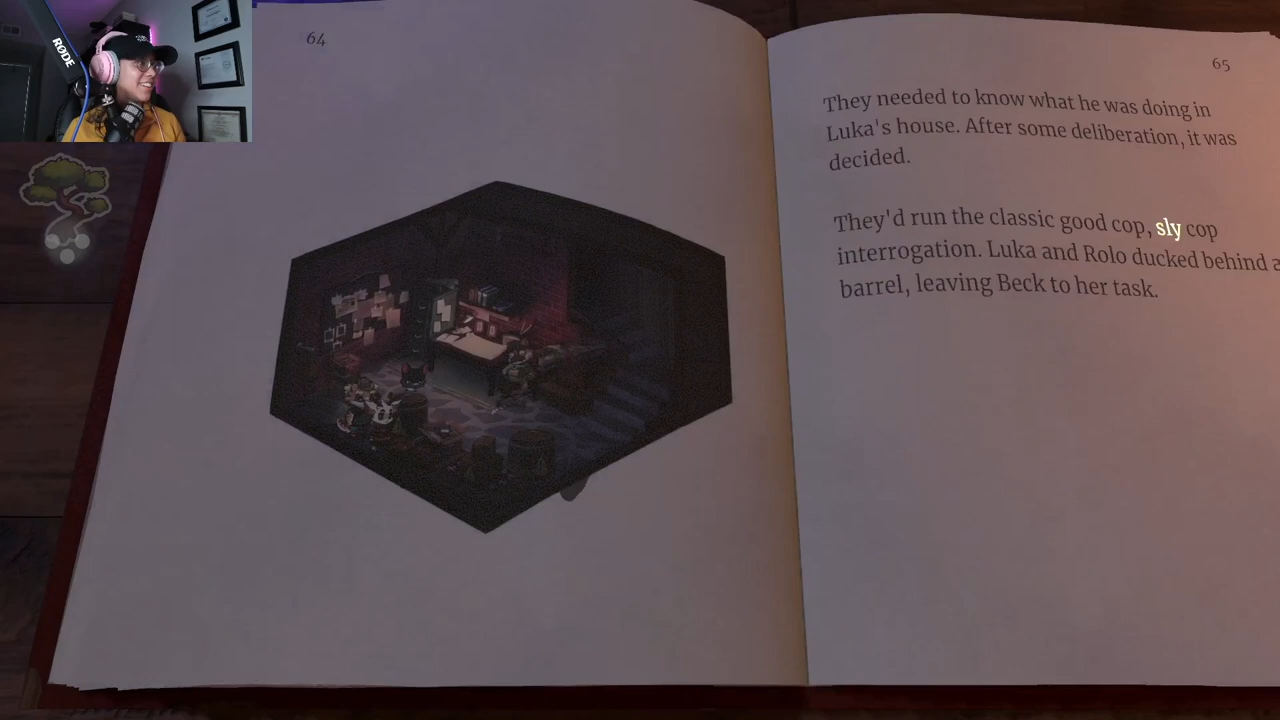 RØDE
64
65
They needed to know what he was doing in
Luka's house. After some deliberation, it was
decided.
They'd run the classic good cop, sly cop
interrogation. Luka and Rolo ducked behind a
barrel, leaving Beck to her task.